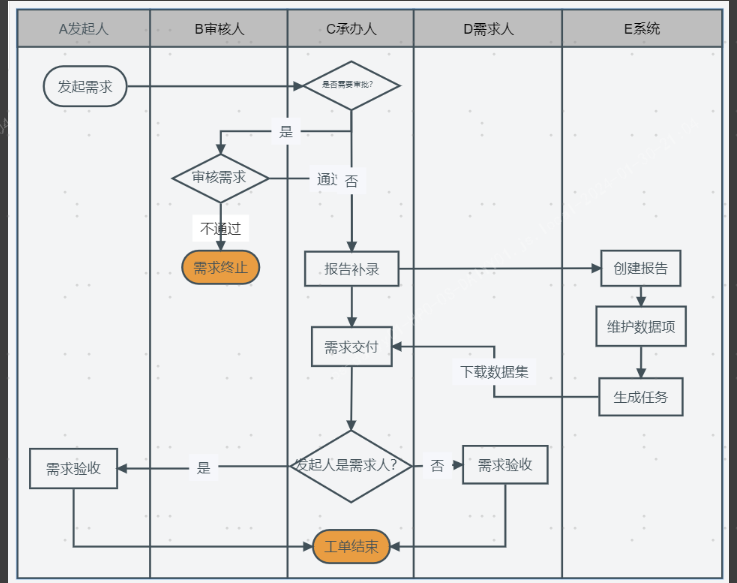 A发起人
B审核人
C承办人
D需求人
E系统
发起需求
是否需要审批?
是
审核需求
通过
否
不通过
需求终止
报告补录
创建报告
维护数据项
需求交付
下载数据集
生成任务
需求验收
是
发起人是需求人?
否
需求验收
工单结束